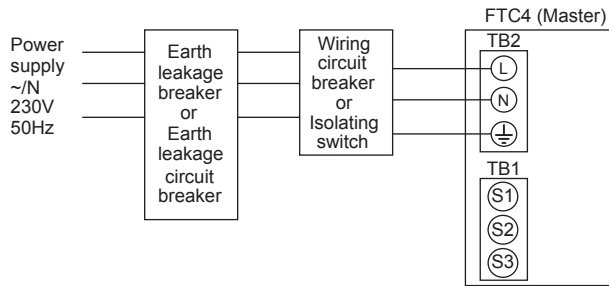 FTC4 (Master)
Power
supply
~/N
230V
50Hz
Earth
leakage
breaker
or
Earth
leakage
circuit
breaker
Wiring
circuit
breaker
or
Isolating
switch
TB2
L
N
TB1
S1
S2
S3